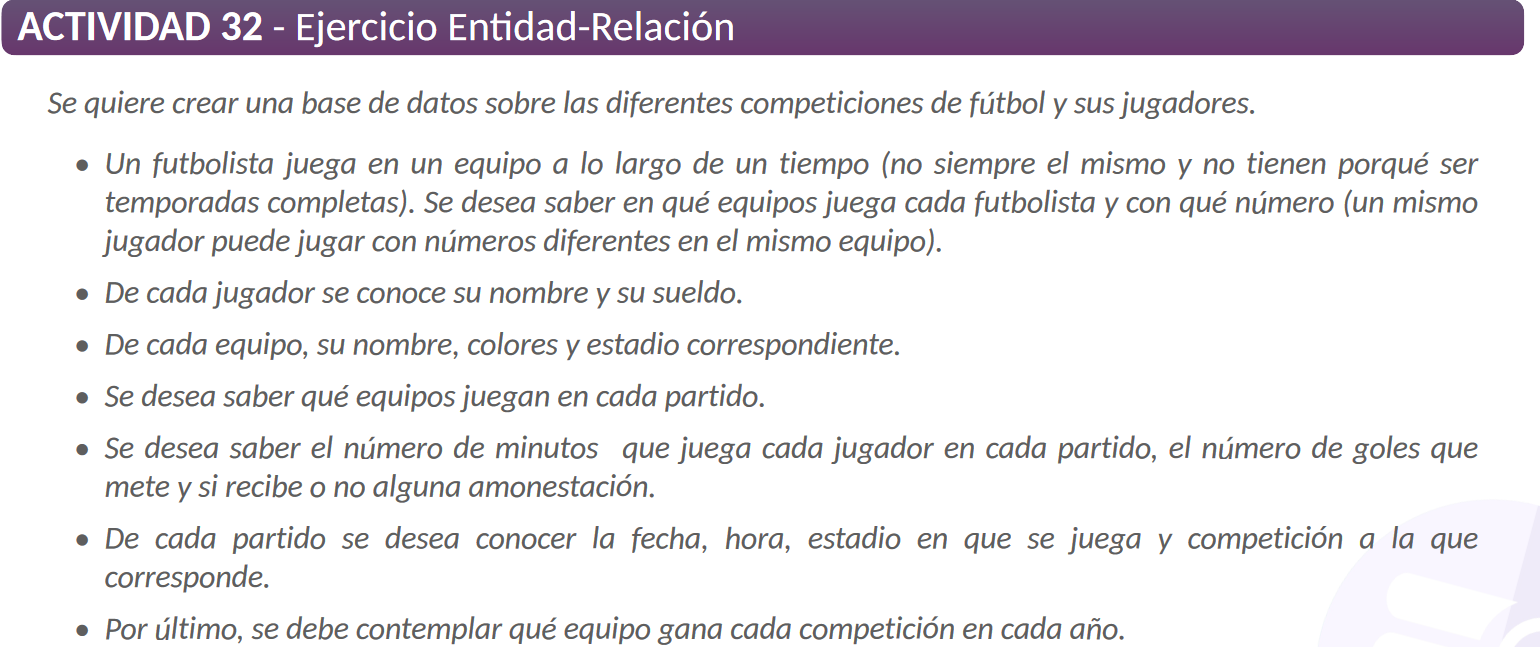 ACTIVIDAD 32 - Ejercicio Entidad-Relación
Se quiere crear una base de datos sobre las diferentes competiciones de fútbol y sus jugadores.
• Un futbolista juega en un equipo a lo largo de un tiempo (no siempre el mismo y no tienen porqué ser
temporadas completas). Se desea saber en qué equipos juega cada futbolista y con qué número (un mismo
jugador puede jugar con números diferentes en el mismo equipo).
• De cada jugador se conoce su nombre y su sueldo.
• De cada equipo, su nombre, colores y estadio correspondiente.
• Se desea saber qué equipos juegan en cada partido.
• Se desea saber el número de minutos que juega cada jugador en cada partido, el número de goles que
mete y si recibe o no alguna amonestación.
• De cada partido se desea conocer la fecha, hora, estadio en que se juega y competición a la que
corresponde.
• Por último, se debe contemplar qué equipo gana cada competición en cada año.